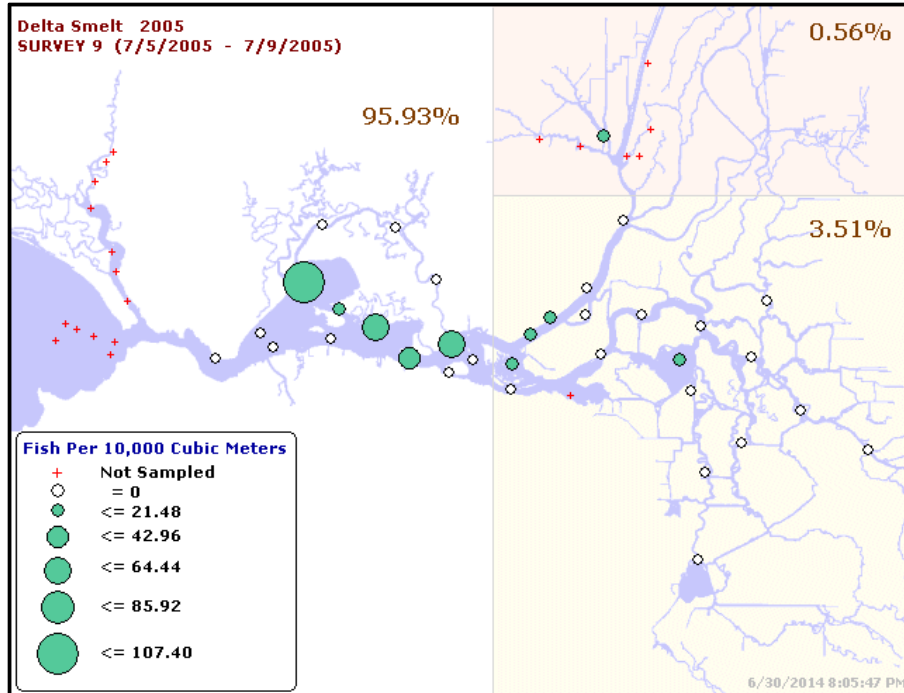 Delta Smelt 2005
SURVEY 9 (7/5/2005 - 7/9/2005)
0.56%
95.93%
3.51%
Fish Per 10,000 Cubic Meters
Not Sampled
= 0
<= 21.48
<= 42.96
<= 64.44
<= 85.92
<= 107.40
6/30/2014 8:05:47 PM